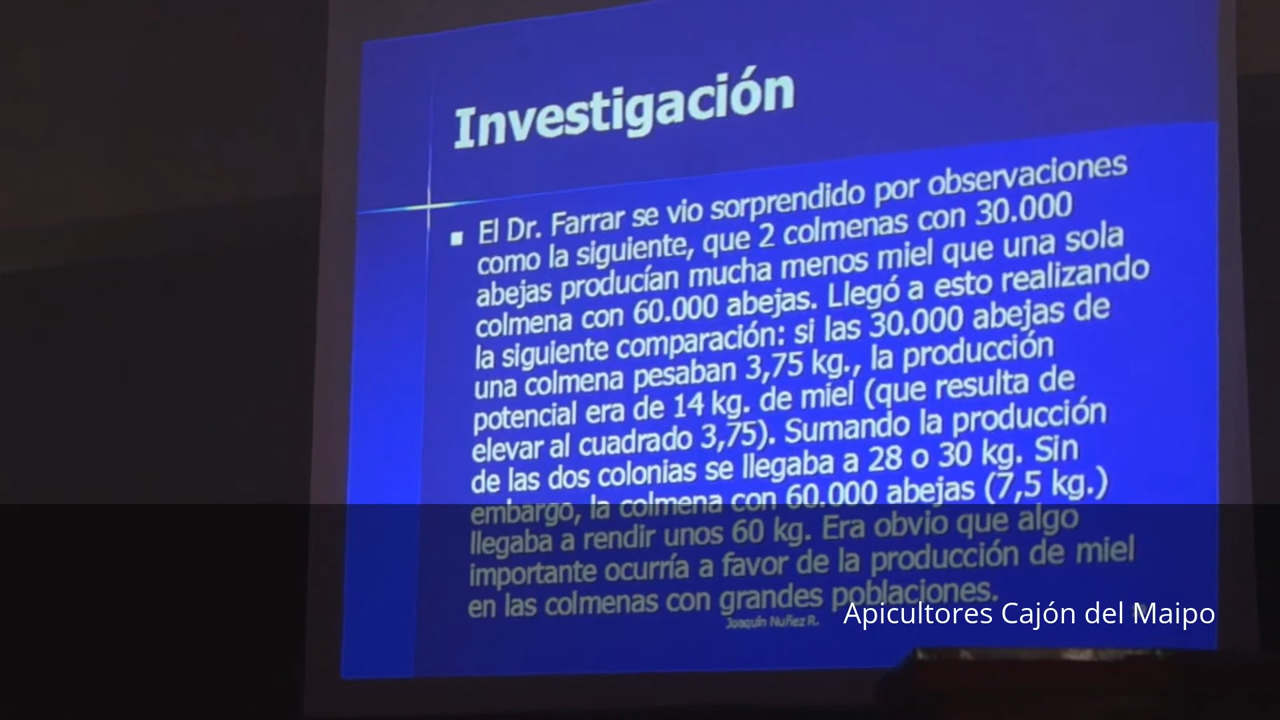 Investigación
El Dr. Farrar se vio sorprendido por observaciones
como la siguiente, que 2 colmenas con 30.000
abejas producían mucha menos miel que una sola
colmena con 60.000 abejas. Llegó a esto realizando
la siguiente comparación: si las 30.000 abejas de
una colmena pesaban 3,75 kg., la producción
potencial era de 14 kg. de miel (que resulta de
elevar al cuadrado 3,75). Sumando la producción
de las dos colonias se llegaba a 28 o 30 kg. Sin
embargo, la colmena con 60.000 abejas (7,5 kg.)
llegaba a rendir unos 60 kg. Era obvio que algo
importante ocurría a favor de la producción de miel
en las colmenas con grandes poblaciones.
Joaquín Nuñez R.
Apicultores Cajón del Maipo